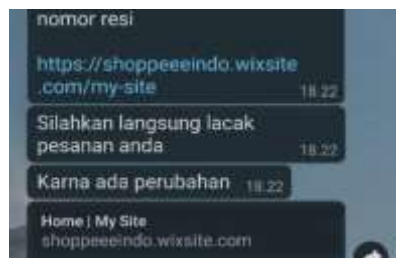 nomor resi
https://shoppeeeindo.wixsite
.com/my-site 18.22
Silahkan langsung lacak
pesanan anda 18.22
Karna ada perubahan 18.22
Home | My Site
shoppeeeindo.wixsite.com